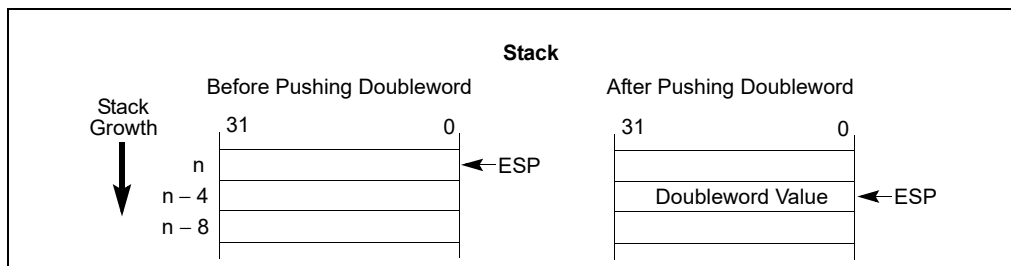 Stack
Before Pushing Doubleword
After Pushing Doubleword
Stack
Growth
31 0
31 0
n
ESP
n − 4
Doubleword Value
ESP
n − 8